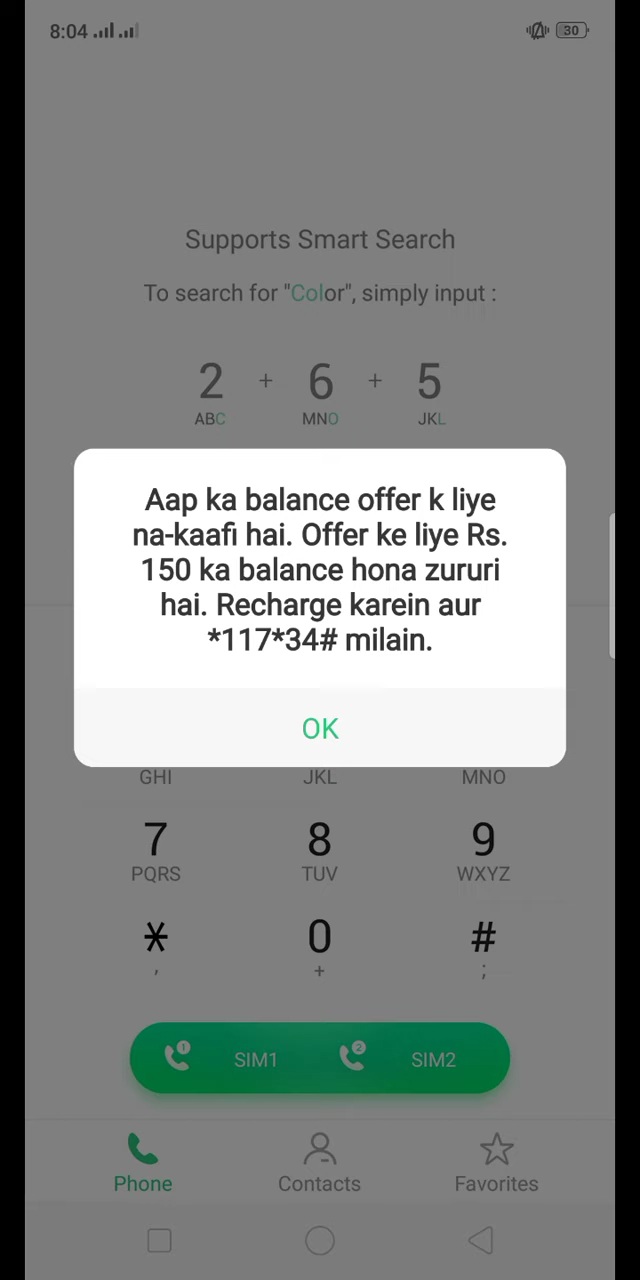 8:04
30
Supports Smart Search
To search for "Color", simply input :
2 + 6 + 5
ABC MNO JKL
Aap ka balance offer k liye
na-kaafi hai. Offer ke liye Rs.
150 ka balance hona zururi
hai. Recharge karein aur
*117*34# milain.
OK
GHI JKL MNO
7 8 9
PQRS TUV WXYZ
* 0 #
, + ;
1 SIM1 2 SIM2
Phone Contacts Favorites